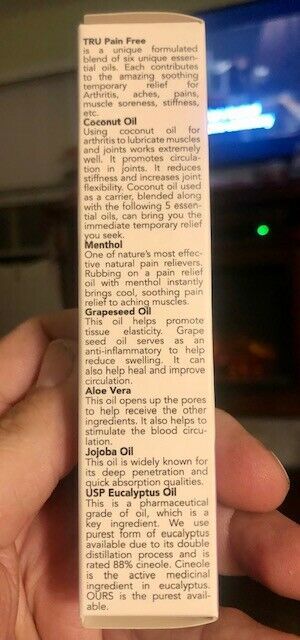 TRU Pain Free
is a unique formulated
blend of six unique essen-
tial oils. Each contributes
to the amazing soothing
temporary relief for
Arthritis, aches, pains,
muscle soreness, stiffness,
etc.
Coconut Oil
Using coconut oil for
arthritis to lubricate muscles
and joints works extremely
well. It promotes circula-
tion in joints. It reduces
stiffness and increases joint
flexibility. Coconut oil used
as a carrier, blended along
with the following 5 essen-
tial oils, can bring you the
immediate temporary relief
you seek.
Menthol
One of nature's most effec-
tive natural pain relievers.
Rubbing on a pain relief
oil with menthol instantly
brings cool, soothing pain
relief to aching muscles.
Grapeseed Oil
This oil helps promote
tissue elasticity. Grape
seed oil serves as an
anti-inflammatory to help
reduce swelling. It can
also help heal and improve
circulation.
Aloe Vera
This oil opens up the pores
to help receive the other
ingredients. It also helps to
stimulate the blood circu-
lation.
Jojoba Oil
This oil is widely known for
its deep penetration and
quick absorption qualities.
USP Eucalyptus Oil
This is a pharmaceutical
grade of oil, which is a
key ingredient. We use
purest form of eucalyptus
available due to its double
distillation process and is
rated 88% cineole. Cineole
is the active medicinal
ingredient in eucalyptus.
OURS is the purest avail-
able.